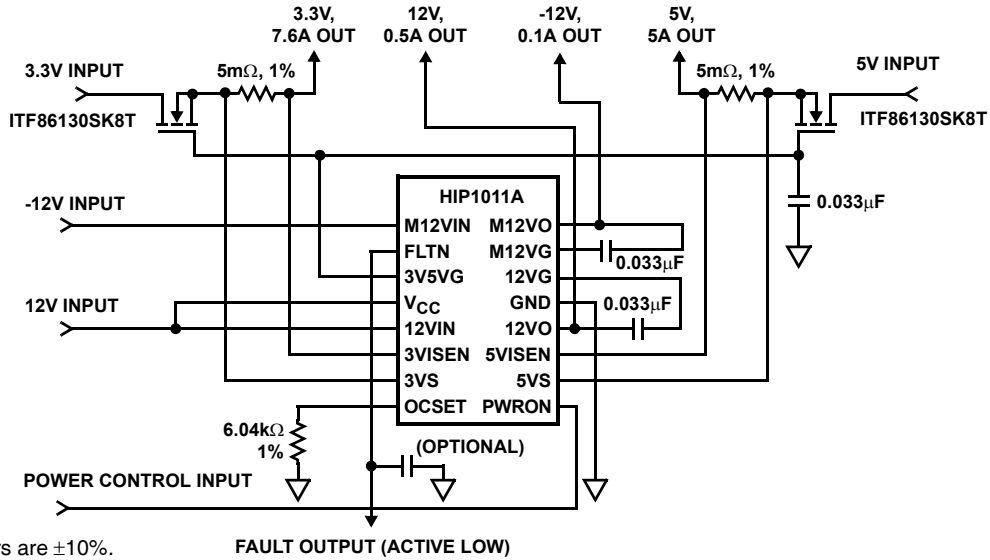 3.3V,
7.6A OUT
12V,
0.5A OUT
-12V,
0.1A OUT
5V,
5A OUT
3.3V INPUT
5mΩ, 1%
5mΩ, 1%
5V INPUT
ITF86130SK8T
ITF86130SK8T
HIP1011A
0.033µF
-12V INPUT
M12VIN
M12VO
FLTN
M12VG
0.033µF
3V5VG
12VG
12V INPUT
VCC
GND
0.033µF
12VIN
12VO
3VISEN
5VISEN
3VS
5VS
OCSET
PWRON
6.04kΩ
1%
(OPTIONAL)
POWER CONTROL INPUT
rs are ±10%.
FAULT OUTPUT (ACTIVE LOW)